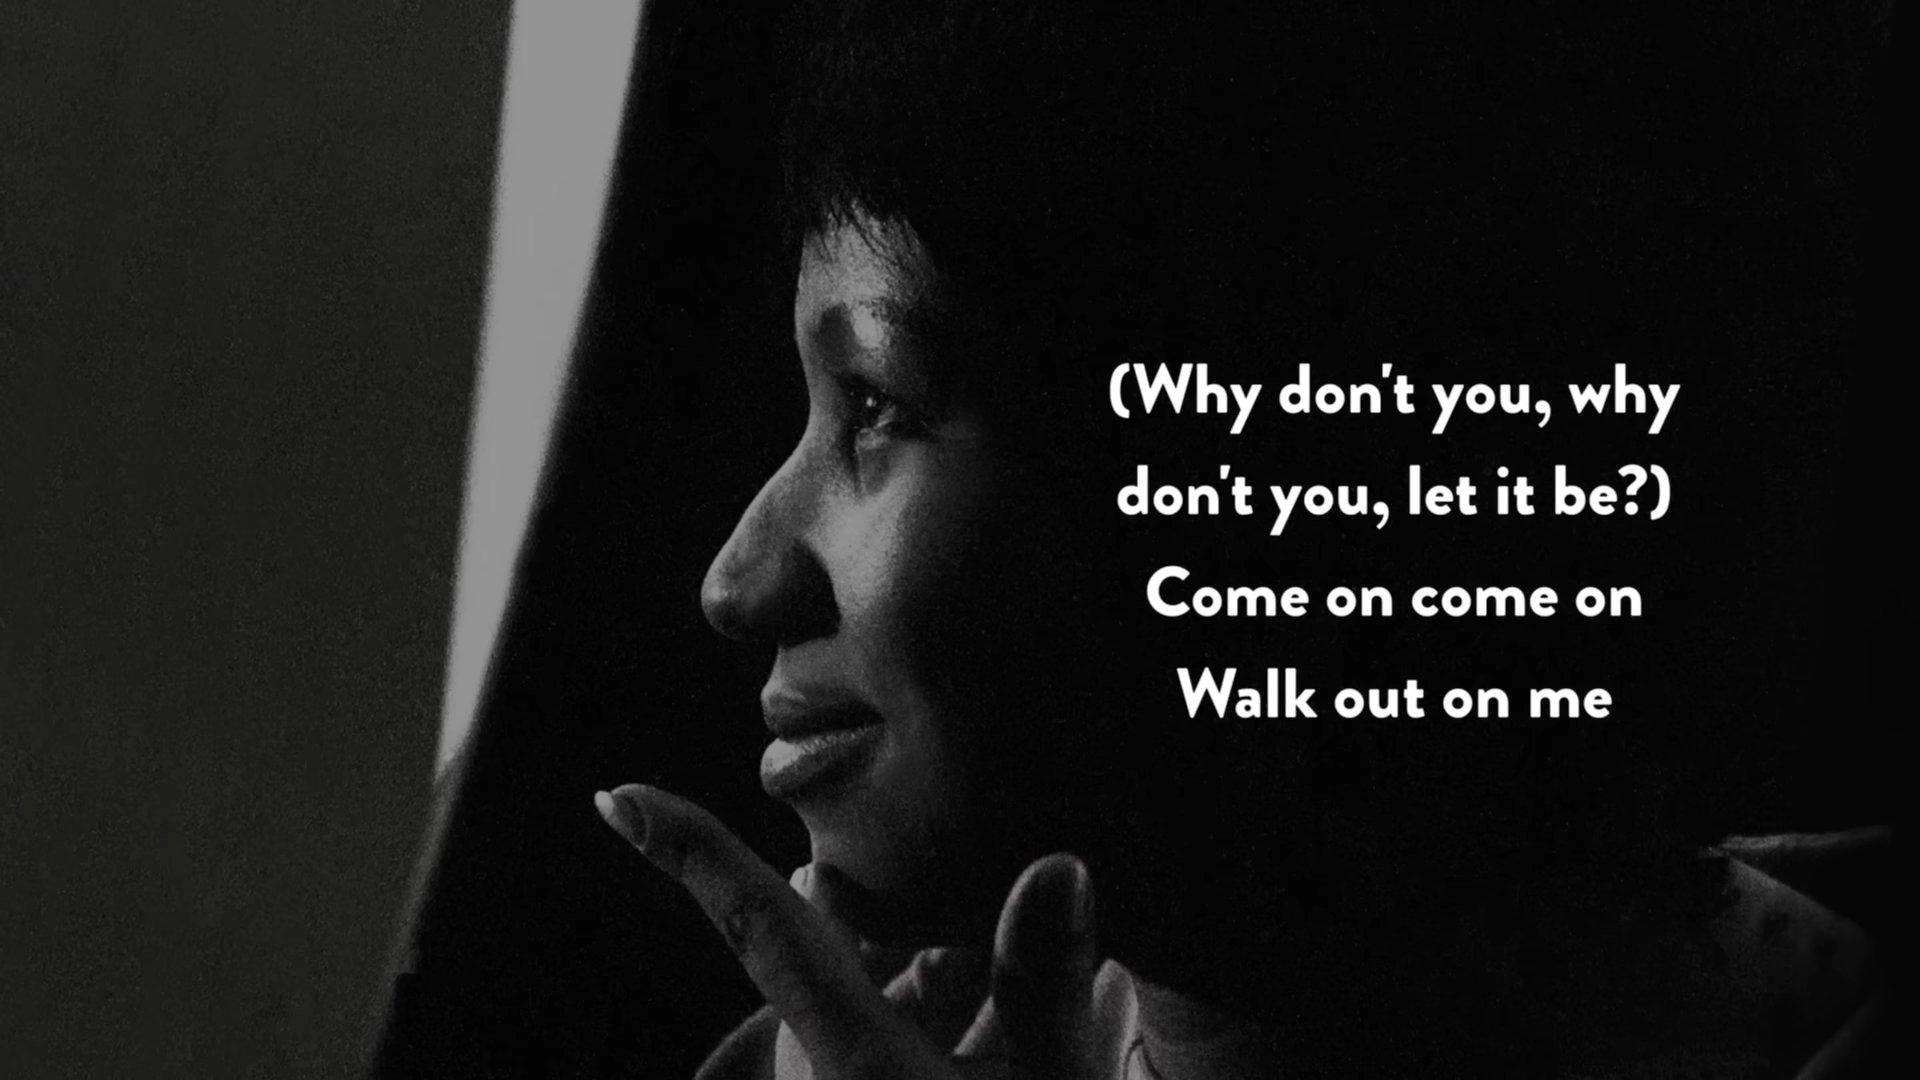 (Why don't you, why
don't you, let it be?)
Come on come on
Walk out on me